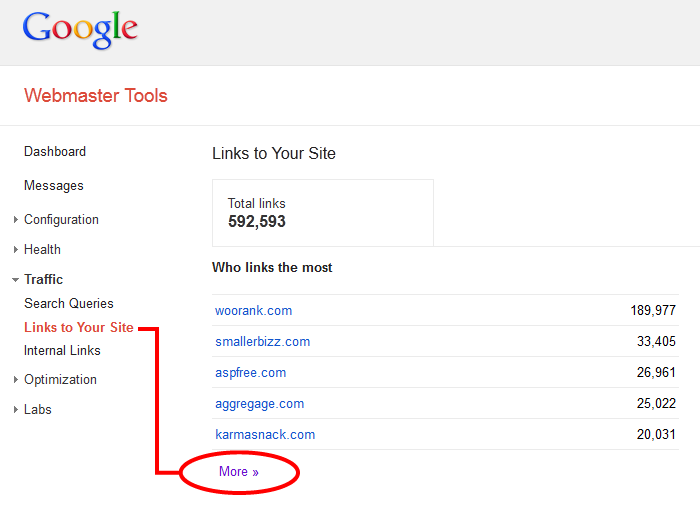 Google
Webmaster Tools
Dashboard
Messages
Configuration
Health
Traffic
Search Queries
Links to Your Site
Internal Links
Optimization
Labs
Links to Your Site
Total links
592,593
Who links the most
woorank.com 189,977
smallerbizz.com 33,405
aspfree.com 26,961
aggregage.com 25,022
karmasnack.com 20,031
More »